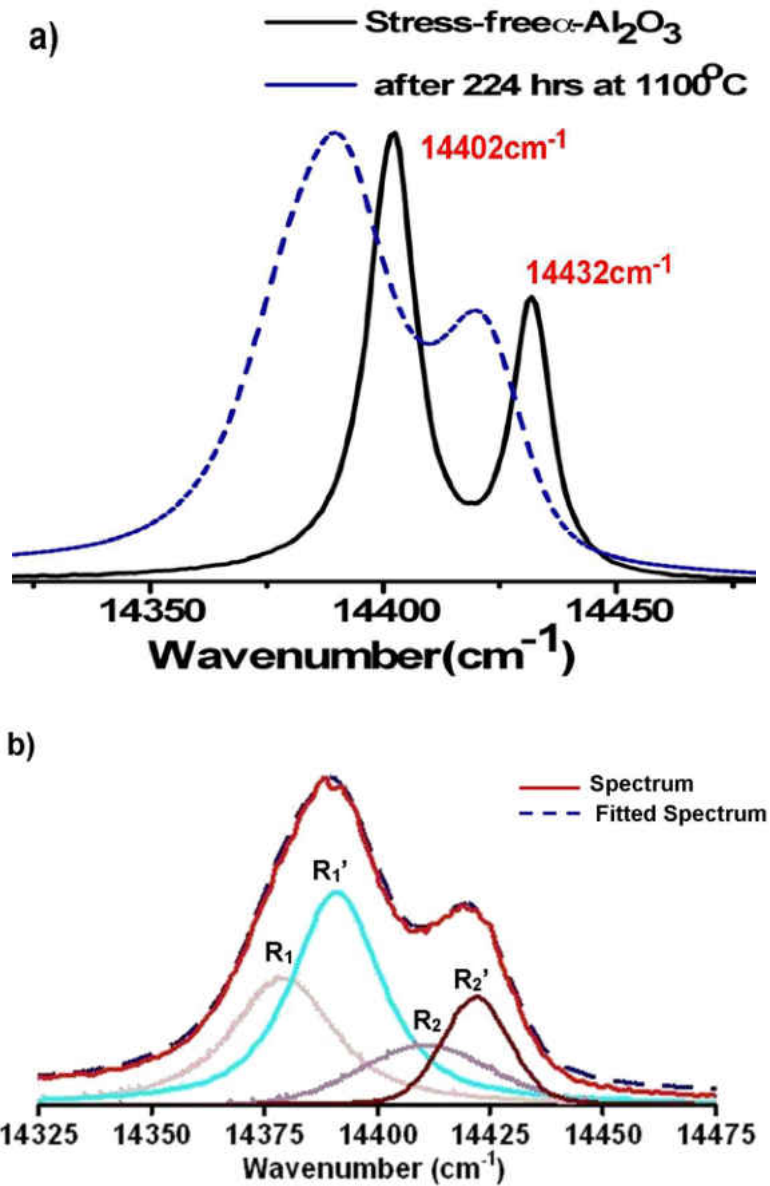 a)
Stress-freeα-Al₂O₃
after 224 hrs at 1100⁰C
14402cm⁻¹
14432cm⁻¹
14350 14400 14450
Wavenumber(cm⁻¹)
b)
Spectrum
Fitted Spectrum
R₁'
R₁
R₂'
R₂
14325 14350 14375 14400 14425 14450 14475
Wavenumber (cm⁻¹)